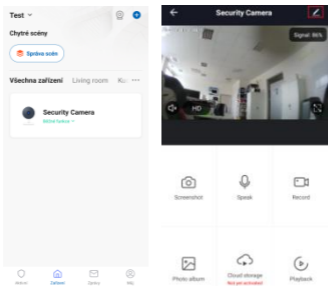 Test
Chytré scény
Správa scén
Všechna zařízení Living room
Security Camera
Zařízení
Security Camera
Signal: 86%
HD
Screenshot Speak Record
Photo album Cloud storage Playback
Not yet activated